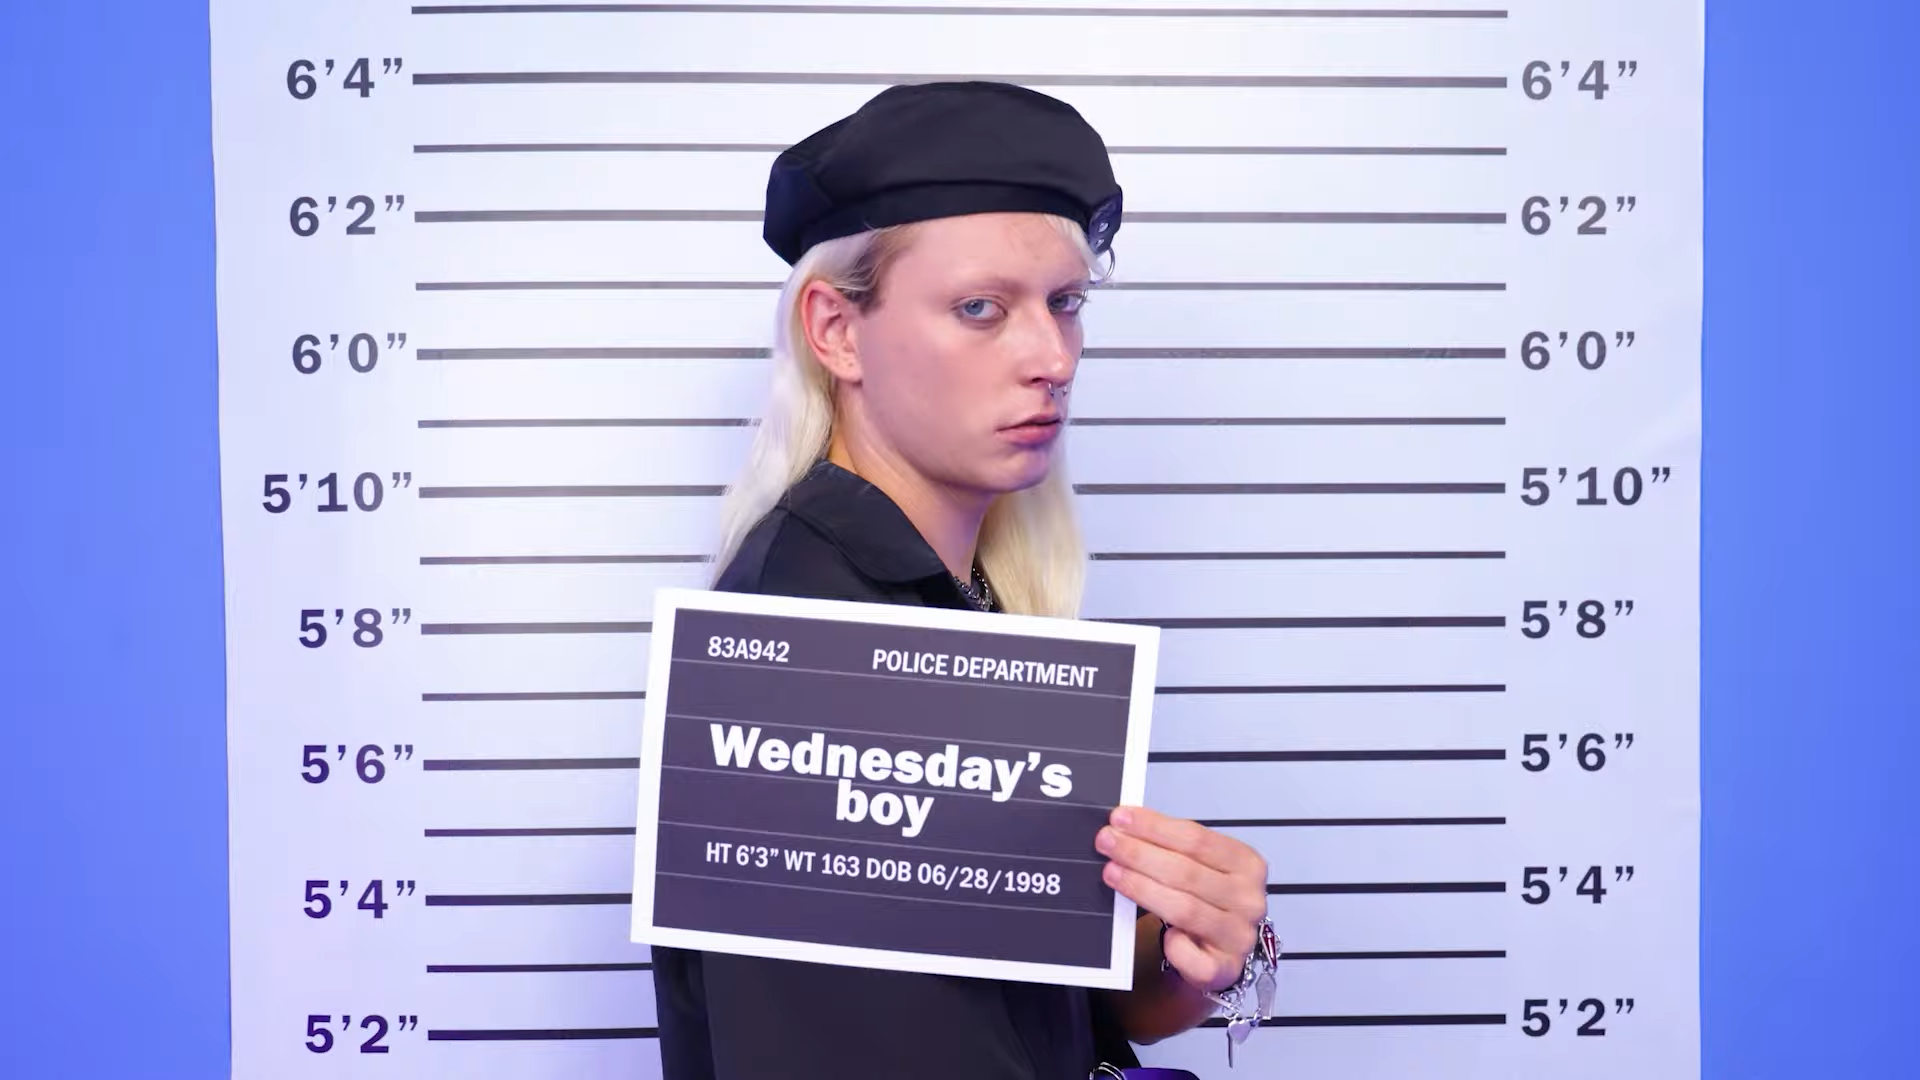 6’4” 6’4”
6’2” 6’2”
6’0” 6’0”
5’10” 5’10”
5’8” 5’8”
83A942 POLICE DEPARTMENT
Wednesday’s
boy
HT 6’3” WT 163 DOB 06/28/1998
5’6” 5’6”
5’4” 5’4”
5’2” 5’2”